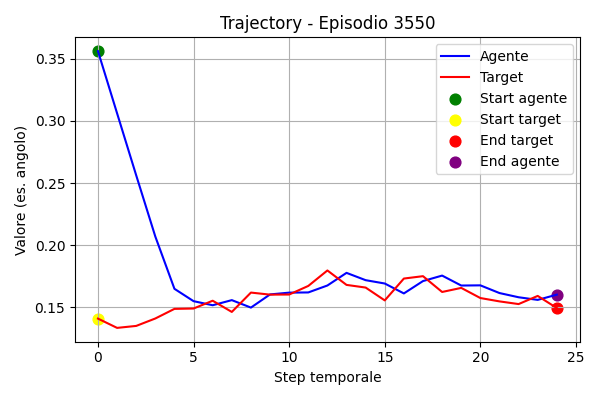 Trajectory - Episodio 3550
Valore (es. angolo)
0.35
0.30
0.25
0.20
0.15
0
5
10
15
20
25
Step temporale
Agente
Target
Start agente
Start target
End target
End agente